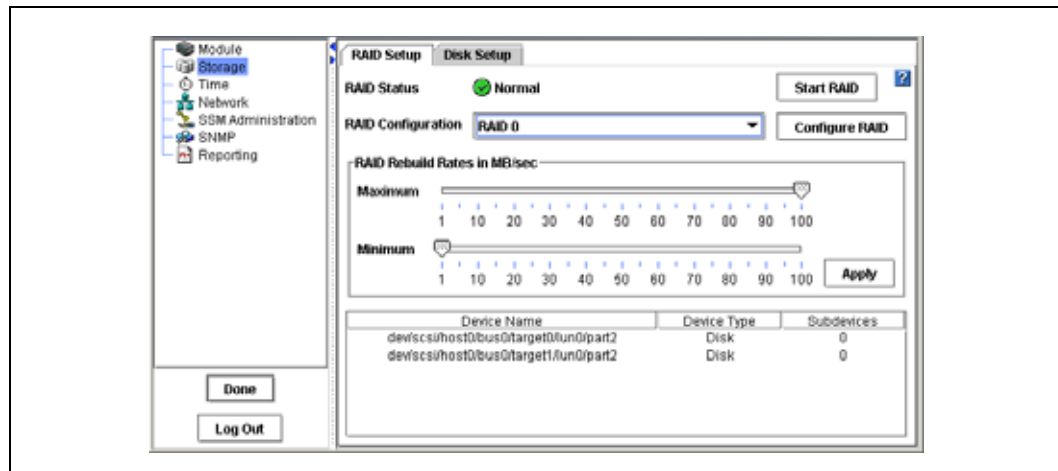 Module
Storage
Time
Network
SSM Administration
SNMP
Reporting
Done
Log Out
RAID Setup Disk Setup
RAID Status Normal Start RAID ?
RAID Configuration RAID 0 Configure RAID
RAID Rebuild Rates in MB/sec
Maximum
1 10 20 30 40 50 60 70 80 90 100
Minimum
1 10 20 30 40 50 60 70 80 90 100 Apply
Device Name Device Type Subdevices
dev/scsi/host0/bus0/target0/lun0/part2 Disk 0
dev/scsi/host0/bus0/target1/lun0/part2 Disk 0